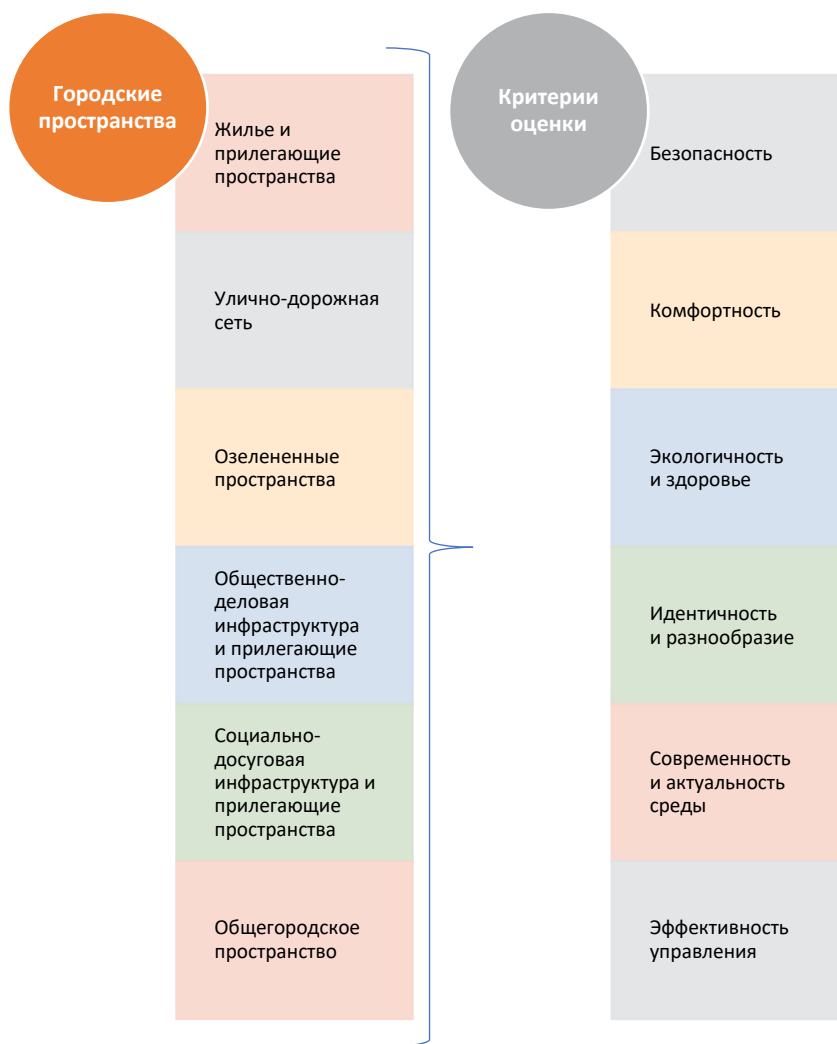 Городские
пространства
Жилье и
прилегающие
пространства
Улично-дорожная
сеть
Озелененные
пространства
Общественно-
деловая
инфраструктура
и прилегающие
пространства
Социально-
досуговая
инфраструктура и
прилегающие
пространства
Общегородское
пространство
Критерии
оценки
Безопасность
Комфортность
Экологичность
и здоровье
Идентичность
и разнообразие
Современность
и актуальность
среды
Эффективность
управления